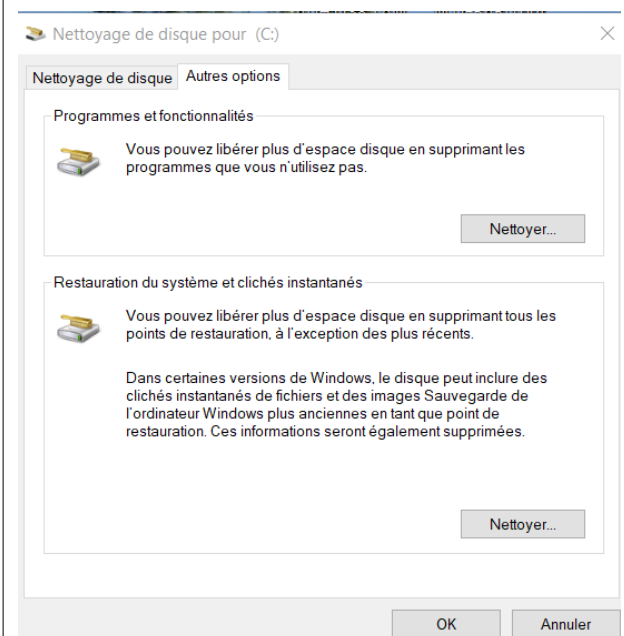 Nettoyage de disque pour (C:)
Nettoyage de disque
Autres options
Programmes et fonctionnalités
Vous pouvez libérer plus d'espace disque en supprimant les
programmes que vous n'utilisez pas.
Nettoyer...
Restauration du système et clichés instantanés
Vous pouvez libérer plus d'espace disque en supprimant tous les
points de restauration, à l'exception des plus récents.
Dans certaines versions de Windows, le disque peut inclure des
clichés instantanés de fichiers et des images Sauvegarde de
l'ordinateur Windows plus anciennes en tant que point de
restauration. Ces informations seront également supprimées.
Nettoyer...
OK
Annuler